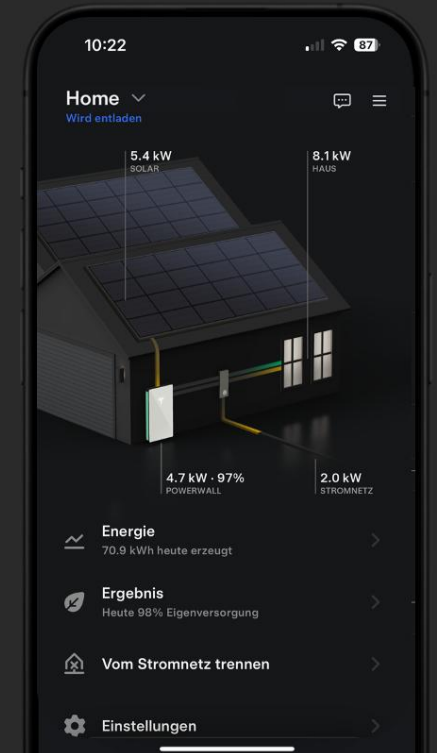 10:22
87
Home
Wird entladen
5.4 kW
SOLAR
8.1 kW
HAUS
4.7 kW · 97%
POWERWALL
2.0 kW
STROMNETZ
Energie
70.9 kWh heute erzeugt
Ergebnis
Heute 98% Eigenversorgung
Vom Stromnetz trennen
Einstellungen